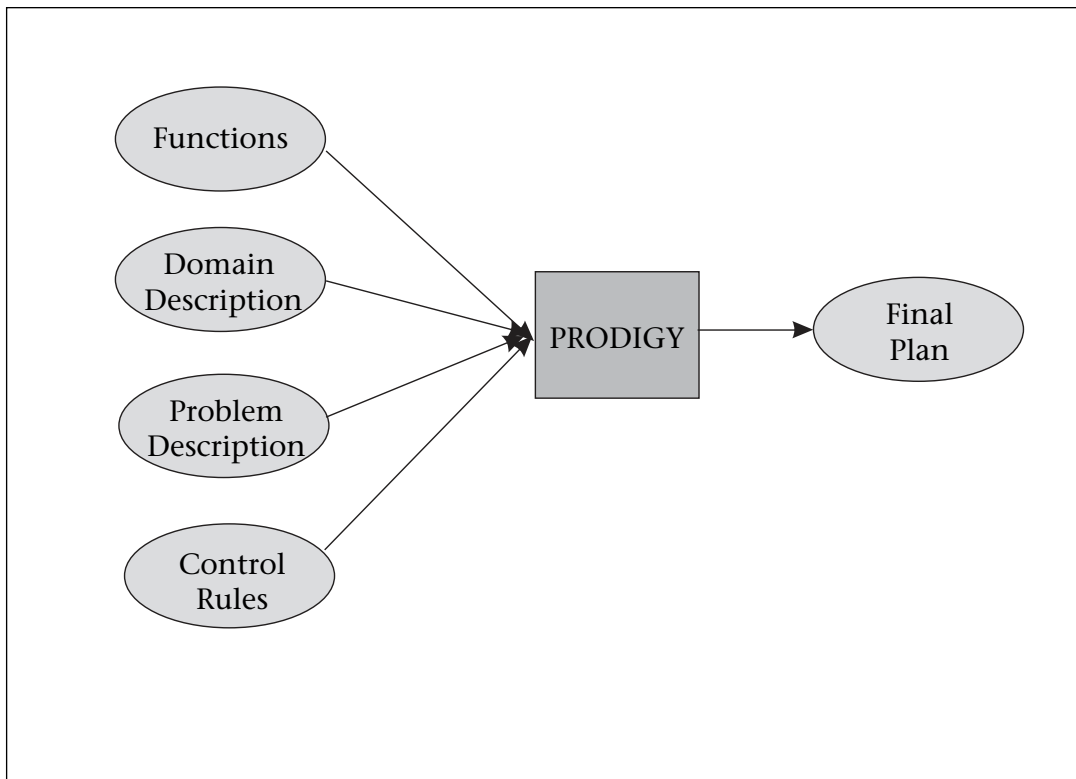 Functions
Domain
Description
Problem
Description
Control
Rules
PRODIGY
Final
Plan